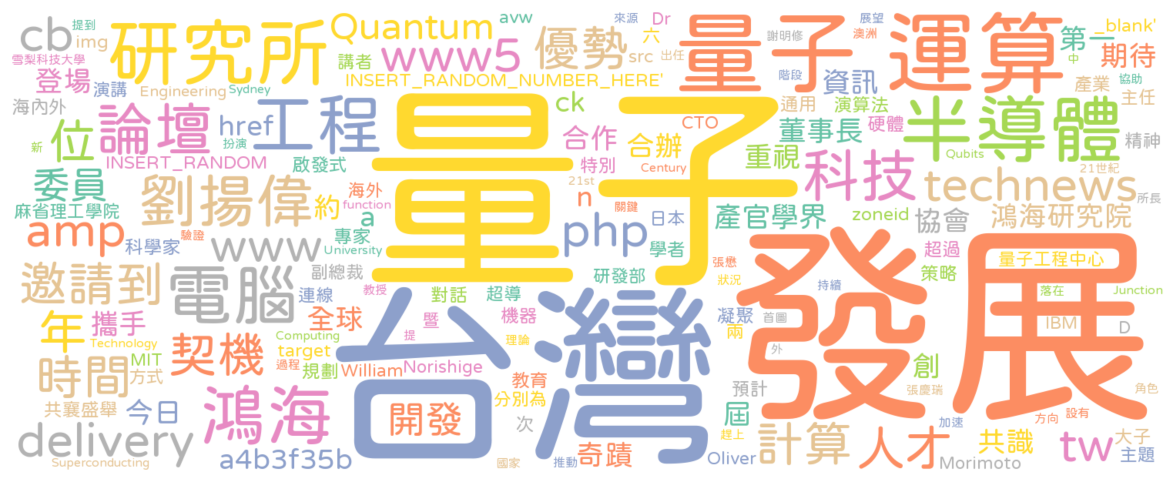 雪梨科技大學
提到
cb
img
登場
演講
海內外
Engineering
Sydney
新
扮演
研究所
Quantum
avw
www5
講者
優勢
來源
Dr
六
src
出任
INSERT_RANDOM_NUMBER_HERE'
量子
謝明修
階段
運算
展望
澳洲
_blank'
第一
中
期待
資訊
產業
協助
主任
位
論壇
href
工程
INSERT_RANDOM
量子
ck
合作
特別
CTO
合辦
Century
21st
通用
演算法
董事長
硬體
重視
半導體
Qubits
精神
21世紀
所長
委員
麻省理工學院
劉揚偉
約
啟發式
海外
function
a
專家
University
n
關鍵
日本
科技
technews
產官學界
zoneid
協會
鴻海研究院
amp
科學家
驗證
www
php
學者
研發部
張懋
狀況
超過
策略
量子工程中心
落在
Junction
邀請到
電腦
副總裁
連線
教授
對話
超導
機器
暨
提
理論
凝聚
兩
持續
首圖
外
發展
IBM
D
年
攜手
Technology
MIT
方式
時間
共襄盛舉
今日
契機
Computing
過程
target
規劃
全球
William
Norishige
台灣
教育
分別為
次
預計
屆
創
張慶瑞
角色
方向
設有
加速
趕上
delivery
Superconducting
鴻海
a4b3f35b
開發
國家
推動
奇蹟
Oliver
計算
人才
Morimoto
共識
tw
大子
主題